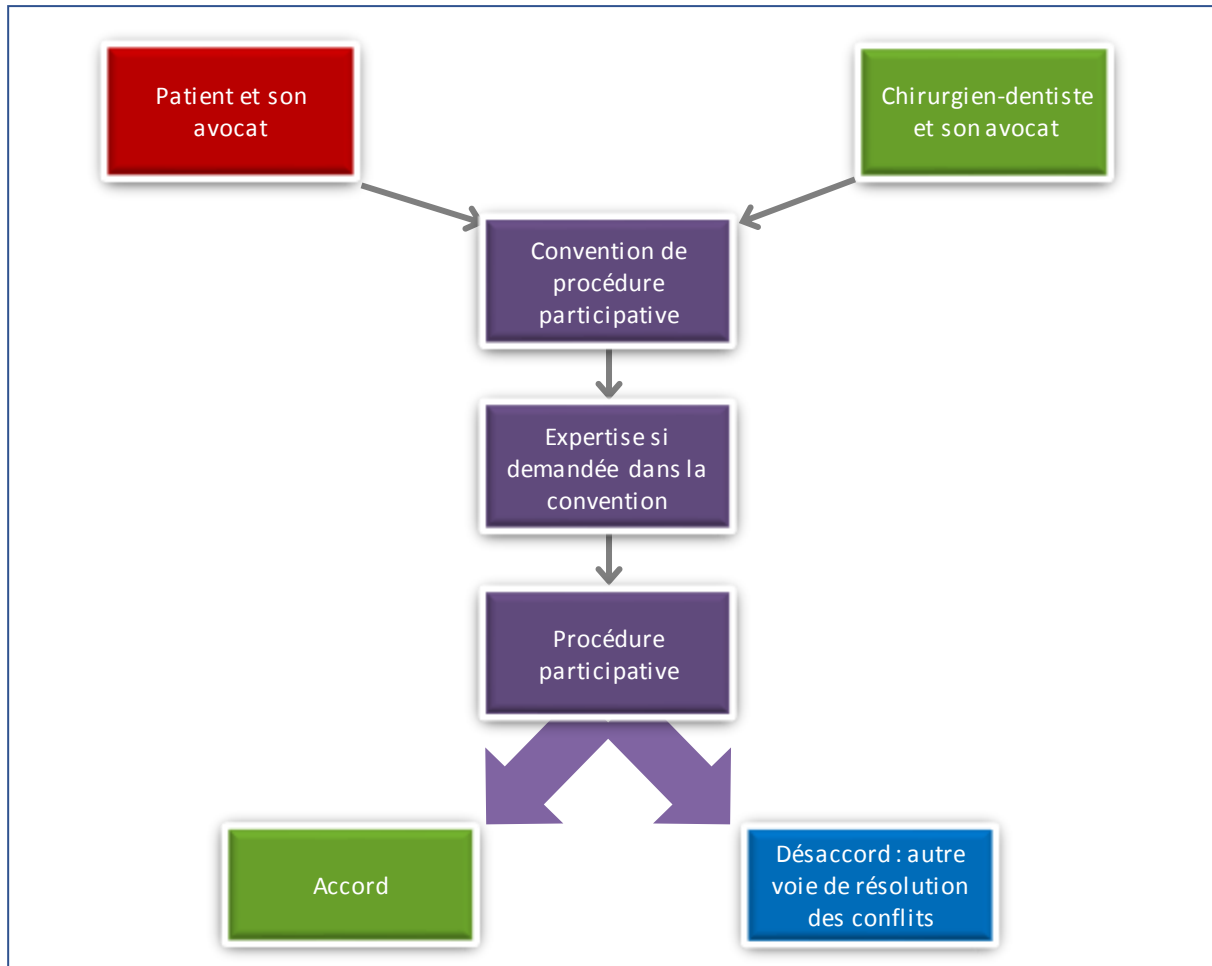 Patient et son
avocat
Chirurgien-dentiste
et son avocat
Convention de
procédure
participative
Expertise si
demandée dans la
convention
Procédure
participative
Accord
Désaccord : autre
voie de résolution
des conflits